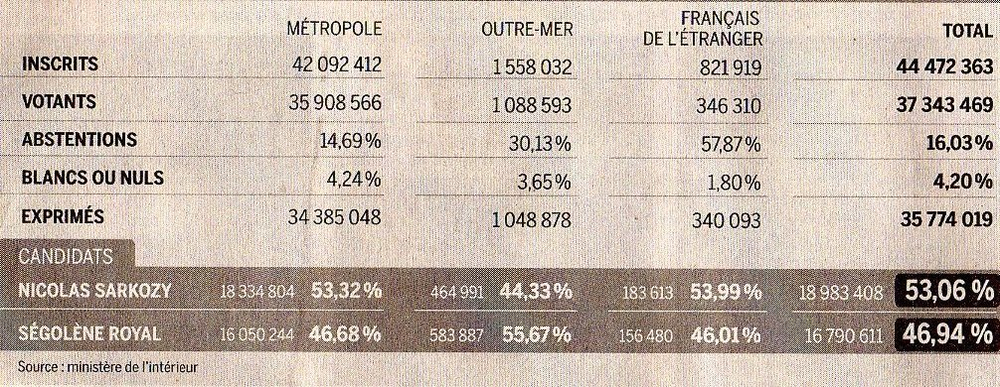 MÉTROPOLE OUTRE-MER FRANÇAIS DE L'ÉTRANGER TOTAL
INSCRITS 42 092 412 1 558 032 821 919 44 472 363
VOTANTS 35 908 566 1 088 593 346 310 37 343 469
ABSTENTIONS 14,69 % 30,13 % 57,87 % 16,03 %
BLANCS OU NULS 4,24 % 3,65 % 1,80 % 4,20 %
EXPRIMÉS 34 385 048 1 048 878 340 093 35 774 019
CANDIDATS
NICOLAS SARKOZY 18 334 804 53,32 % 464 991 44,33 % 183 613 53,99 % 18 983 408 53,06 %
SÉGOLÈNE ROYAL 16 050 244 46,68 % 583 887 55,67 % 156 480 46,01 % 16 790 611 46,94 %
Source : ministère de l'intérieur